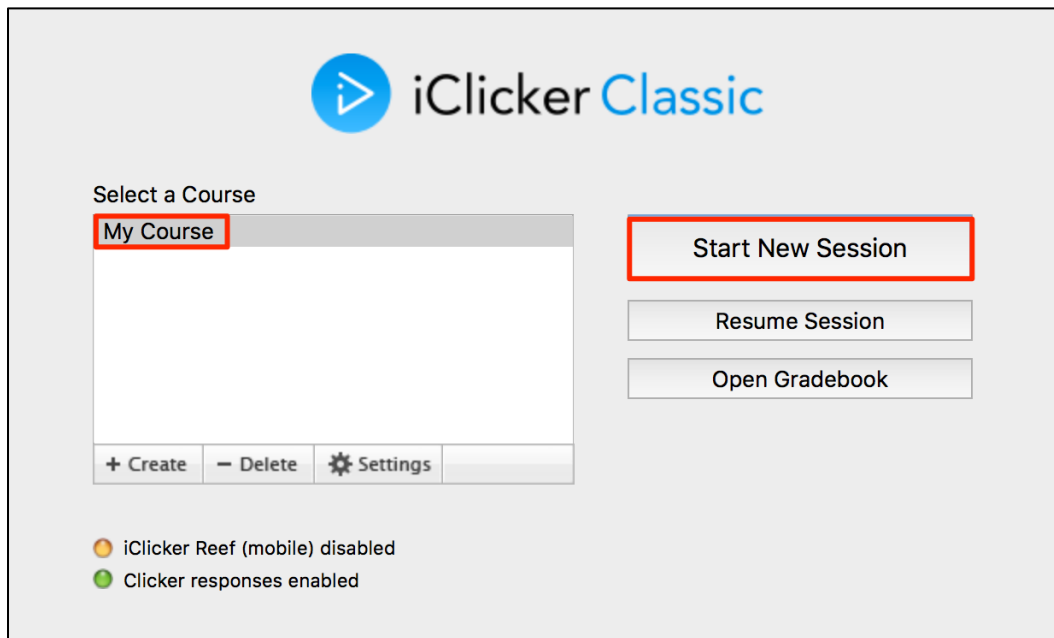 iClicker Classic
Select a Course
My Course
Start New Session
Resume Session
Open Gradebook
+ Create
− Delete
Settings
iClicker Reef (mobile) disabled
Clicker responses enabled